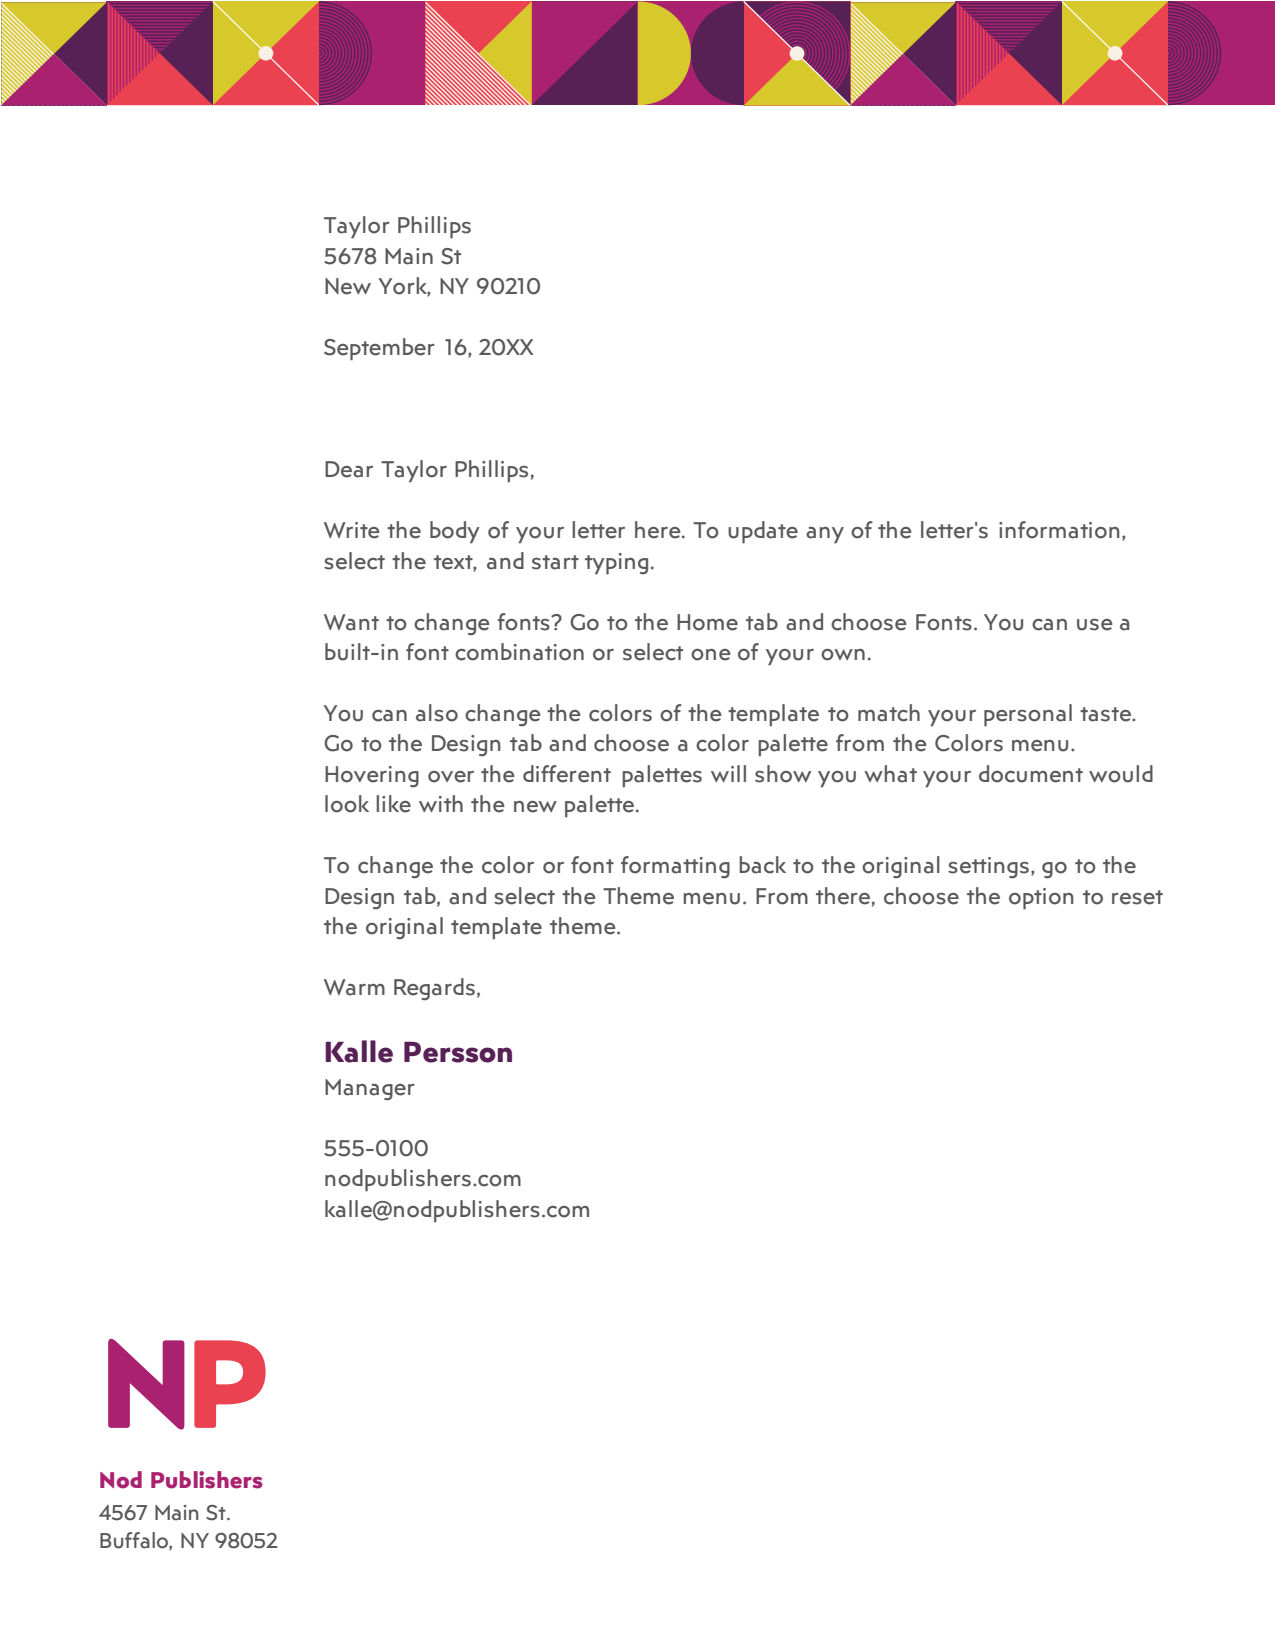 Taylor Phillips
5678 Main St
New York, NY 90210
September 16, 20XX
Dear Taylor Phillips,
Write the body of your letter here. To update any of the letter's information,
select the text, and start typing.
Want to change fonts? Go to the Home tab and choose Fonts. You can use a
built-in font combination or select one of your own.
You can also change the colors of the template to match your personal taste.
Go to the Design tab and choose a color palette from the Colors menu.
Hovering over the different palettes will show you what your document would
look like with the new palette.
To change the color or font formatting back to the original settings, go to the
Design tab, and select the Theme menu. From there, choose the option to reset
the original template theme.
Warm Regards,
Kalle Persson
Manager
555-0100
nodpublishers.com
kalle@nodpublishers.com
NP
Nod Publishers
4567 Main St.
Buffalo, NY 98052